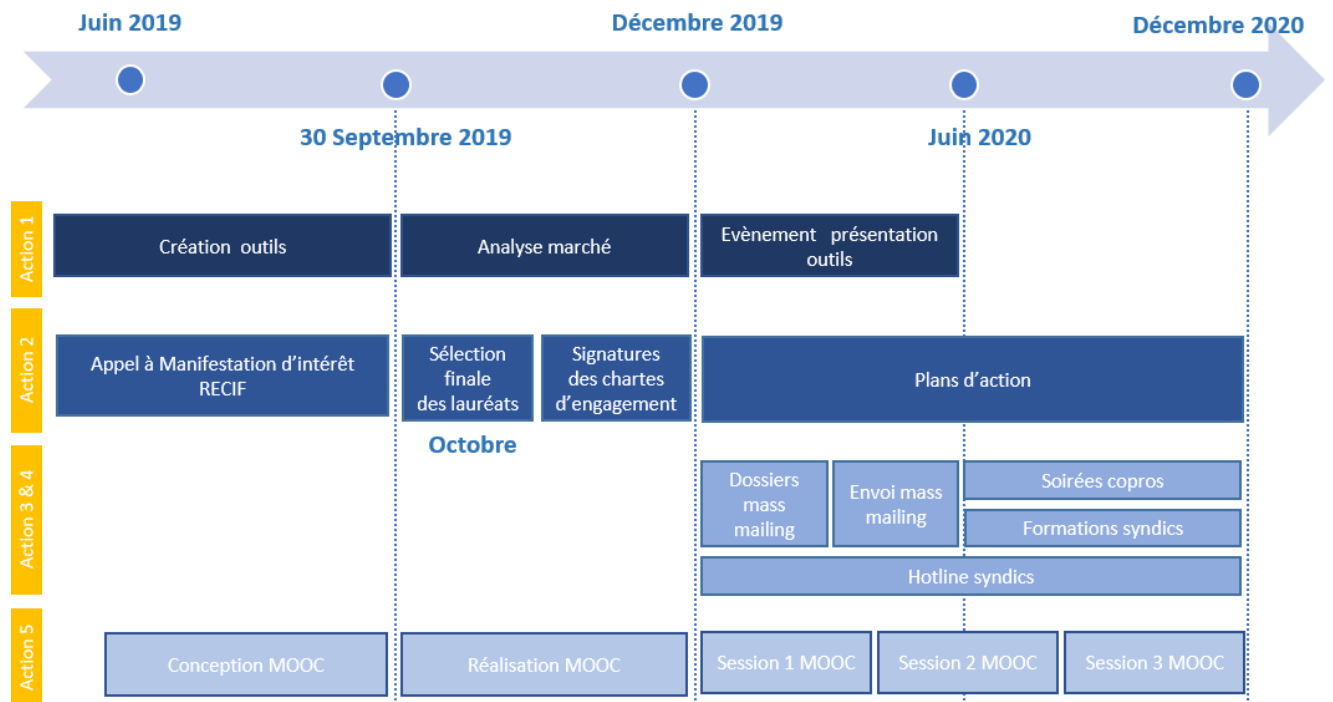 Juin 2019
Décembre 2019
Décembre 2020
30 Septembre 2019
Juin 2020
Action 1
Création outils
Analyse marché
Evènement présentation
outils
Action 2
Appel à Manifestation d'intérêt
RECIF
Sélection
finale
des lauréats
Signatures
des chartes
d'engagement
Plans d'action
Octobre
Action 3 & 4
Dossiers
mass
mailing
Envoi mass
mailing
Soirées copros
Formations syndics
Hotline syndics
Action 5
Conception MOOC
Réalisation MOOC
Session 1 MOOC
Session 2 MOOC
Session 3 MOOC